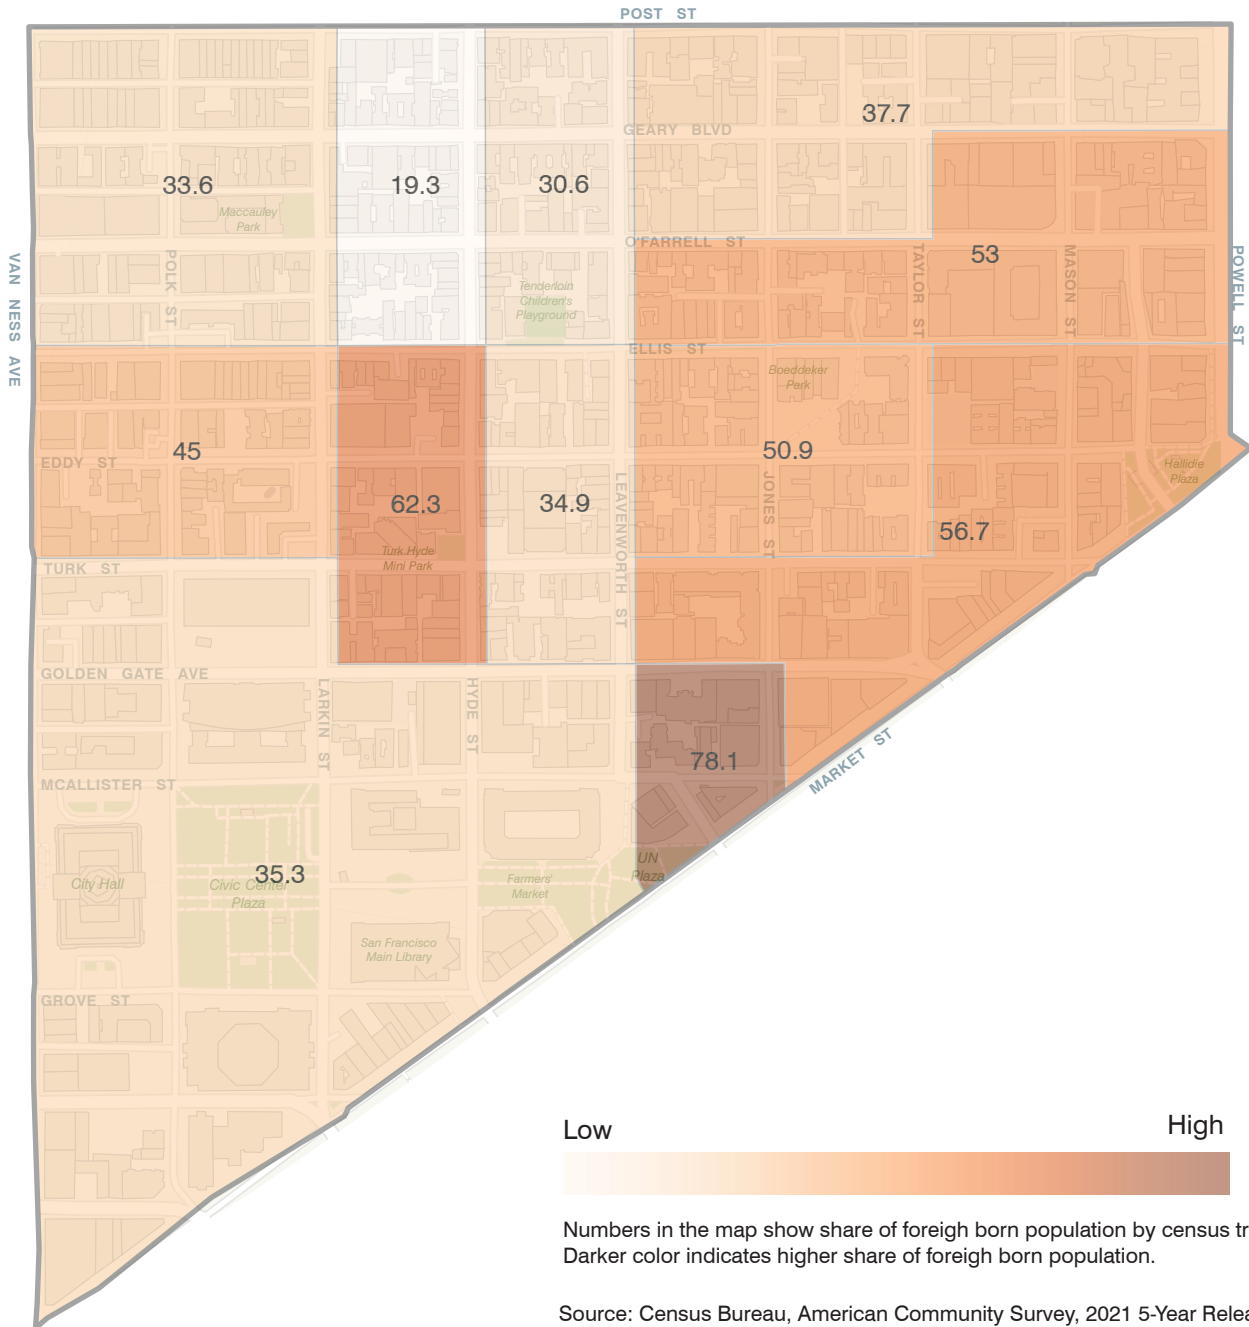 POST ST
37.7
GEARY BLVD
33.6
19.3
30.6
Maccauley
Park
O'FARRELL ST
53
VAN NESS AVE
POLK ST
TAYLOR ST
MASON ST
POWELL ST
Tenderloin
Children's
Playground
ELLIS ST
Boeddeker
Park
45
50.9
EDDY ST
Hallidie
Plaza
62.3
34.9
LEAVENWORTH ST
JONES ST
56.7
Turk Hyde
Mini Park
TURK ST
GOLDEN GATE AVE
LARKIN ST
HYDE ST
78.1
MARKET ST
MCALLISTER ST
UN
Plaza
35.3
City Hall
Civic Center
Plaza
Farmers'
Market
San Francisco
Main Library
GROVE ST
Low
High
Numbers in the map show share of foreigh born population by census tr
Darker color indicates higher share of foreigh born population.
Source: Census Bureau, American Community Survey, 2021 5-Year Relea